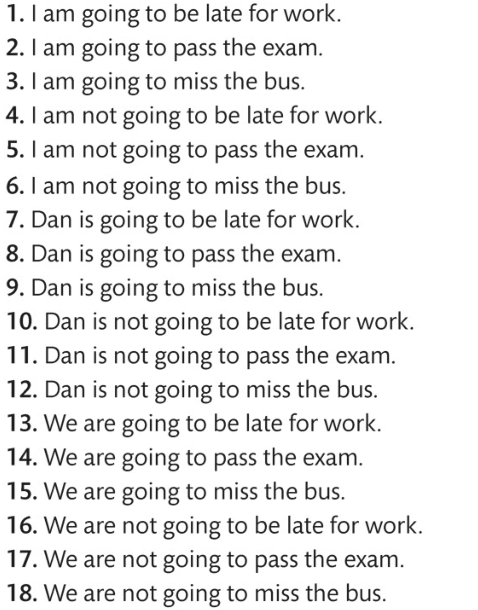 1. I am going to be late for work.
2. I am going to pass the exam.
3. I am going to miss the bus.
4. I am not going to be late for work.
5. I am not going to pass the exam.
6. I am not going to miss the bus.
7. Dan is going to be late for work.
8. Dan is going to pass the exam.
9. Dan is going to miss the bus.
10. Dan is not going to be late for work.
11. Dan is not going to pass the exam.
12. Dan is not going to miss the bus.
13. We are going to be late for work.
14. We are going to pass the exam.
15. We are going to miss the bus.
16. We are not going to be late for work.
17. We are not going to pass the exam.
18. We are not going to miss the bus.